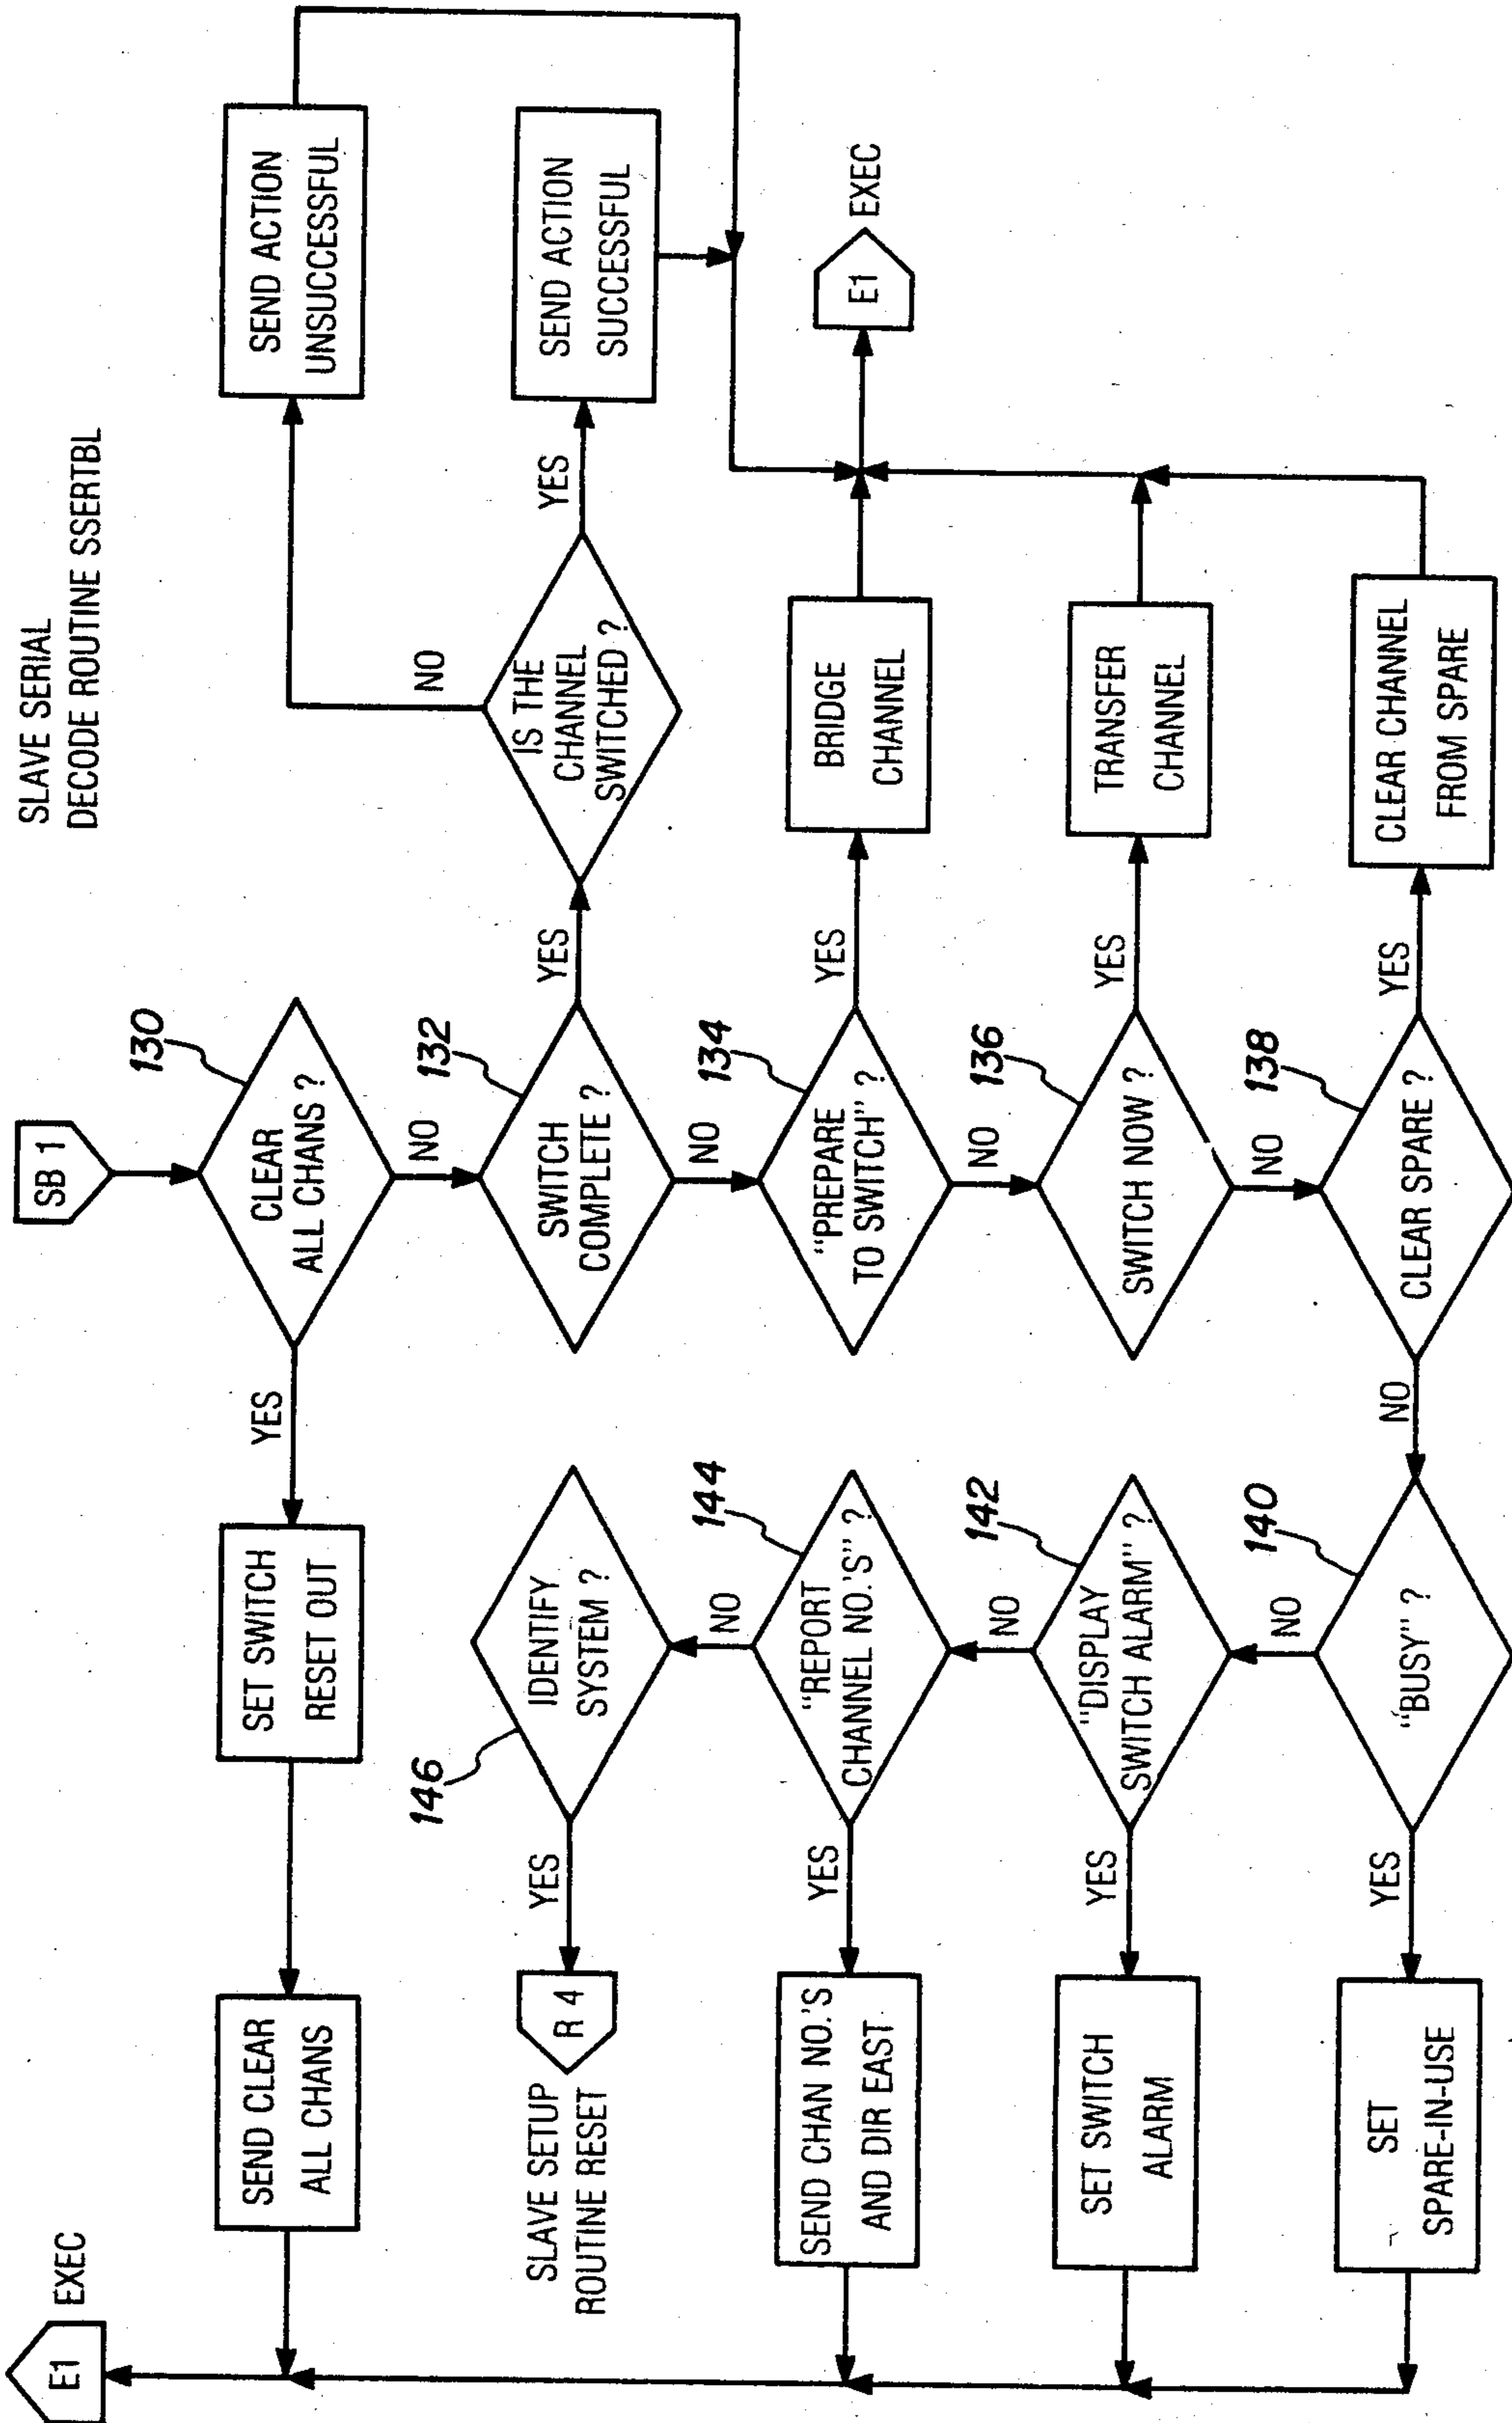 SLAVE SERIAL
DECODE ROUTINE SSERTBL
SB 1
130
CLEAR
ALL CHANS ?
YES
NO
SET SWITCH
RESET OUT
SEND CLEAR
ALL CHANS
E1
EXEC
132
SWITCH
COMPLETE ?
YES
NO
IS THE
CHANNEL
SWITCHED ?
NO
SEND ACTION
UNSUCCESSFUL
YES
SEND ACTION
SUCCESSFUL
134
"PREPARE
TO SWITCH" ?
YES
NO
BRIDGE
CHANNEL
E1
EXEC
136
SWITCH NOW ?
YES
NO
TRANSFER
CHANNEL
138
CLEAR SPARE ?
YES
NO
CLEAR CHANNEL
FROM SPARE
140
"BUSY" ?
YES
NO
SET
SPARE-IN-USE
142
"DISPLAY
SWITCH ALARM" ?
YES
NO
SET SWITCH
ALARM
144
"REPORT
CHANNEL NO.'S" ?
YES
NO
SEND CHAN NO.'S
AND DIR EAST
146
IDENTIFY
SYSTEM ?
YES
R 4
SLAVE SETUP
ROUTINE RESET